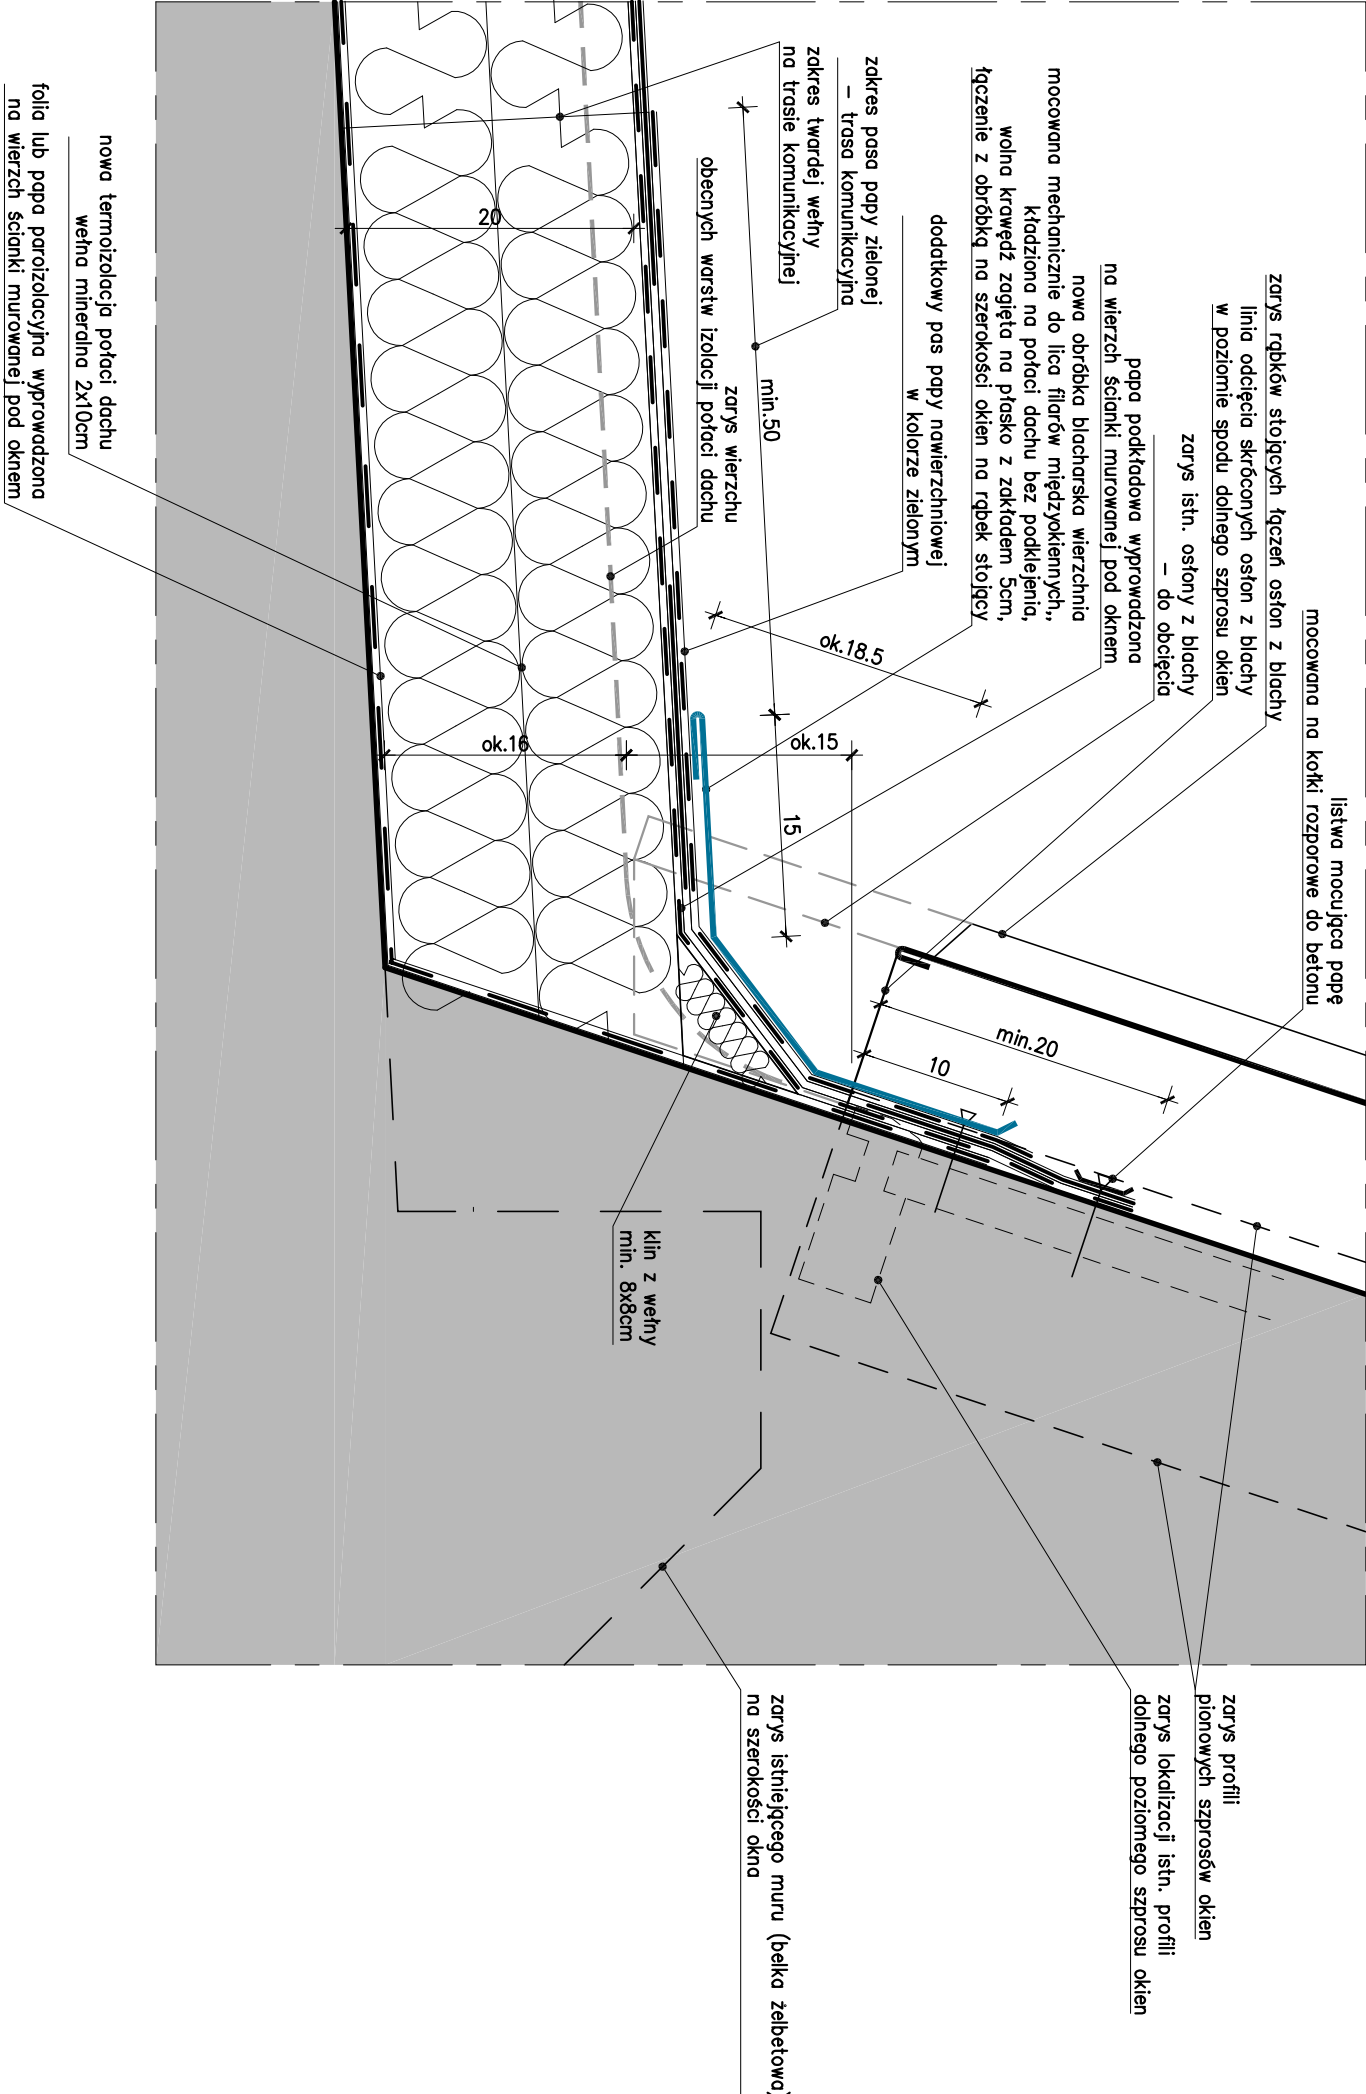 listwa mocująca papę
mocowana na kołki rozporowe do betonu
zarys rąbków stojących łączeń osłon z blachy
linia odcięcia skróconych osłon z blachy
w poziomie spodu dolnego szprosu okien
zarys istn. osłony z blachy
– do obcięcia
papa podkładowa wyprowadzona
na wierzch ścianki murowanej pod oknem
nowa obróbka blacharska wierzchnia
mocowana mechanicznie do lica filarów międzyokiennych,,
kładziona na połaci dachu bez podklejenia,
wolna krawędź zagięta na płasko z zakładem 5cm,
łączenie z obróbką na szerokości okien na rąbek stojący
dodatkowy pas papy nawierzchniowej
w kolorze zielonym
zakres pasa papy zielonej
– trasa komunikacyjna
zakres twardej wełny
na trasie komunikacyjnej
zarys wierzchu
obecnych warstw izolacji połaci dachu
min.50
15
ok.18.5
ok.15
ok.16
20
min.20
10
klin z wełny
min. 8x8cm
nowa termoizolacja połaci dachu
wełna mineralna 2x10cm
folia lub papa paroizolacyjna wyprowadzona
na wierzch ścianki murowanej pod oknem
zarys profili
pionowych szprosów okien
zarys lokalizacji istn. profili
dolnego poziomego szprosu okien
zarys istniejącego muru (belka żelbetowa)
na szerokości okna